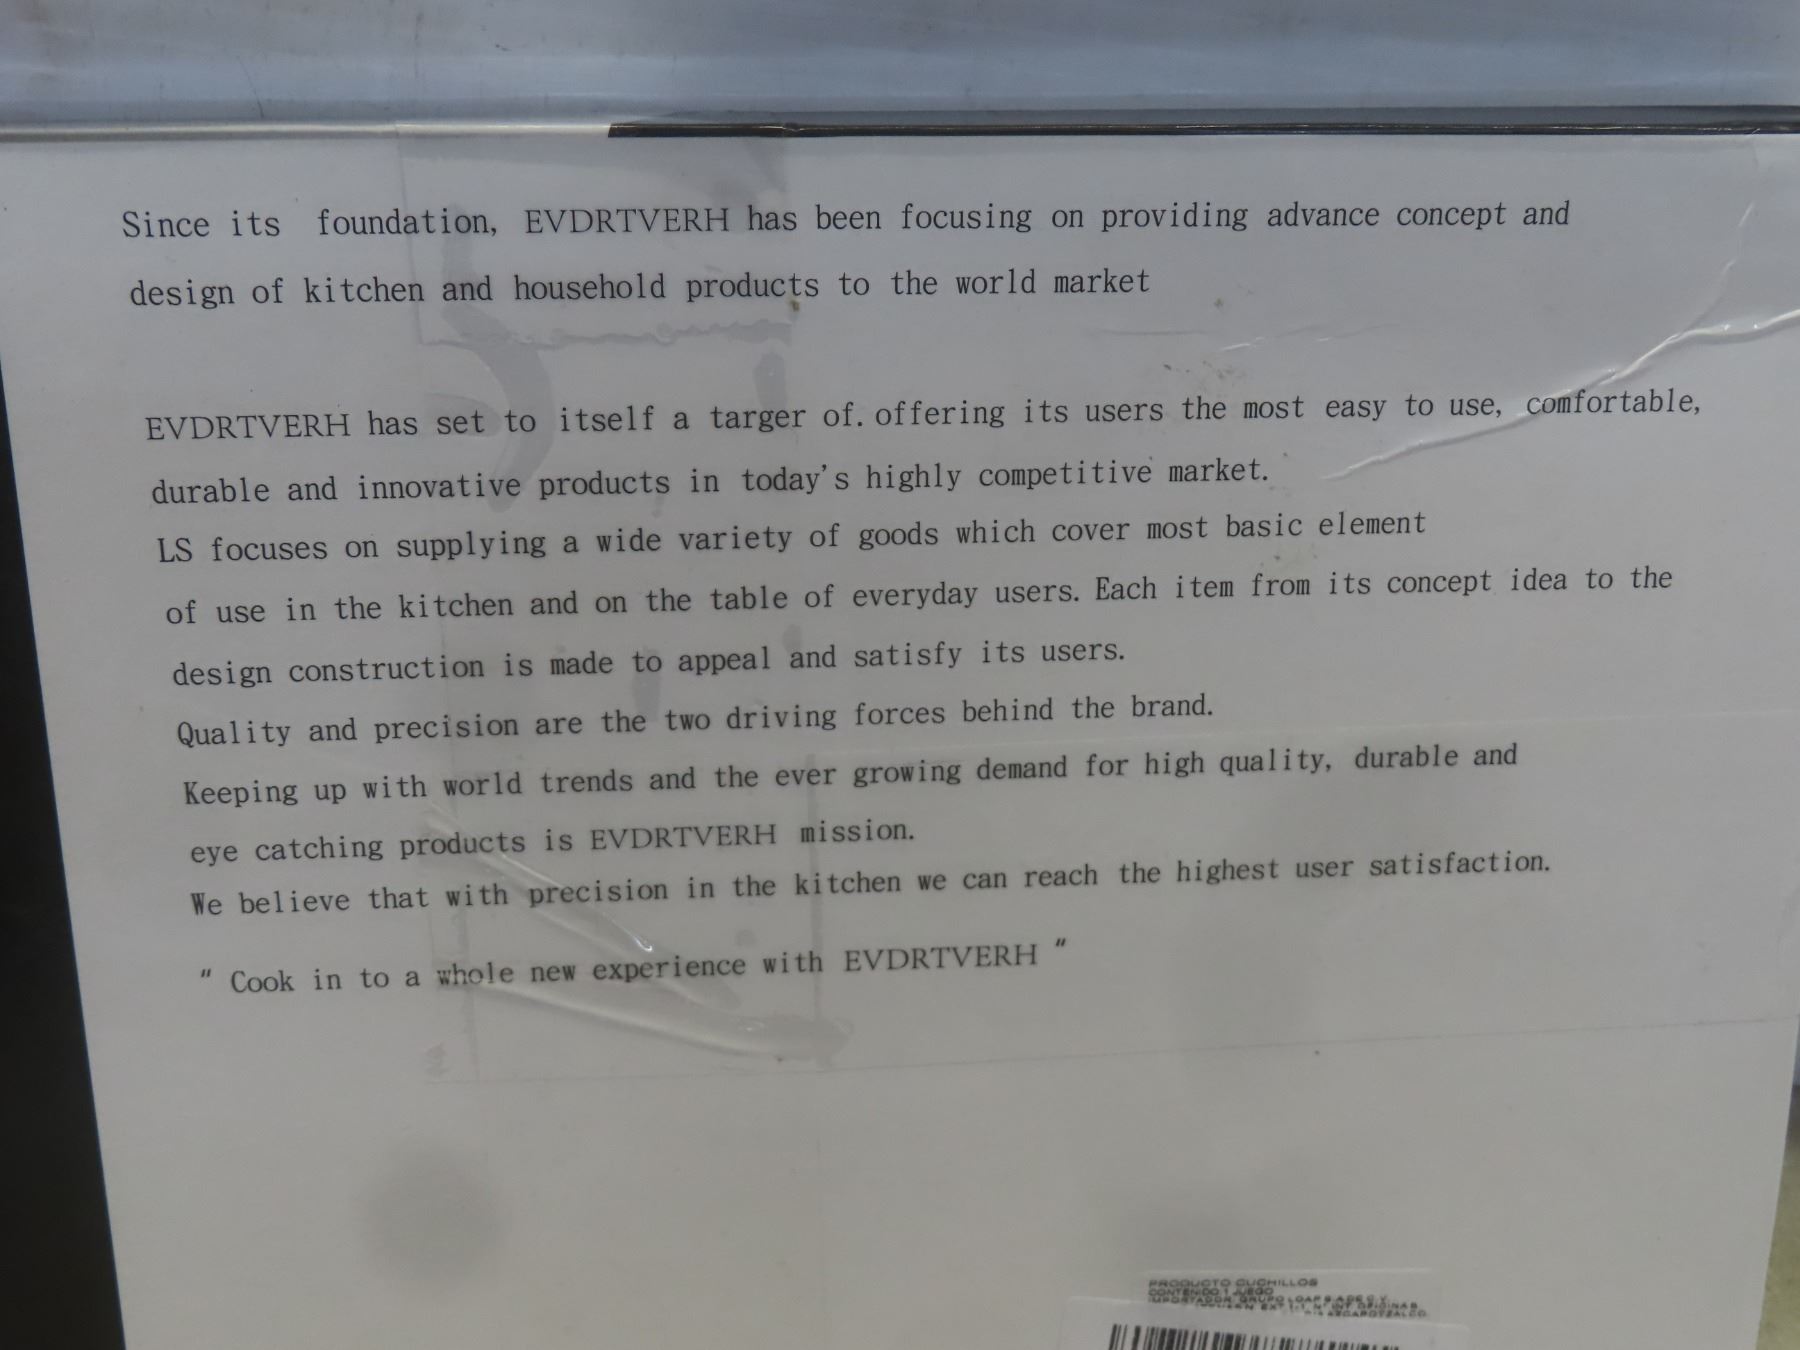 Since its foundation, EVDRTVERH has been focusing on providing advance concept and
design of kitchen and household products to the world market
EVDRTVERH has set to itself a targer of. offering its users the most easy to use, comfortable,
durable and innovative products in today's highly competitive market.
LS focuses on supplying a wide variety of goods which cover most basic element
of use in the kitchen and on the table of everyday users. Each item from its concept idea to the
design construction is made to appeal and satisfy its users.
Quality and precision are the two driving forces behind the brand.
Keeping up with world trends and the ever growing demand for high quality, durable and
eye catching products is EVDRTVERH mission.
We believe that with precision in the kitchen we can reach the highest user satisfaction.
" Cook in to a whole new experience with EVDRTVERH "
PRODUCTO CUCHILLOS
CONTENIDO 1 JUEGO
IMPORTADOR: GRUPO